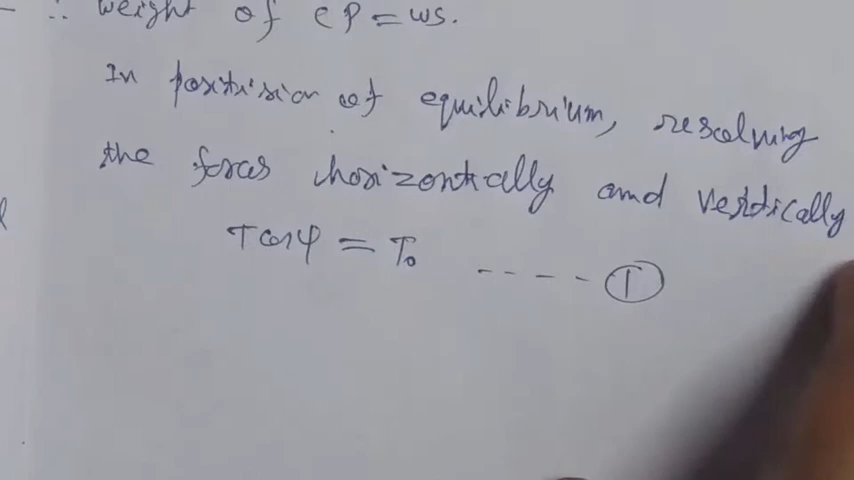 ∴ weight of CP = ws.
In position of equilibrium, resolving
the forces horizontally and vertically
T cos ψ = T₀ ----- ①